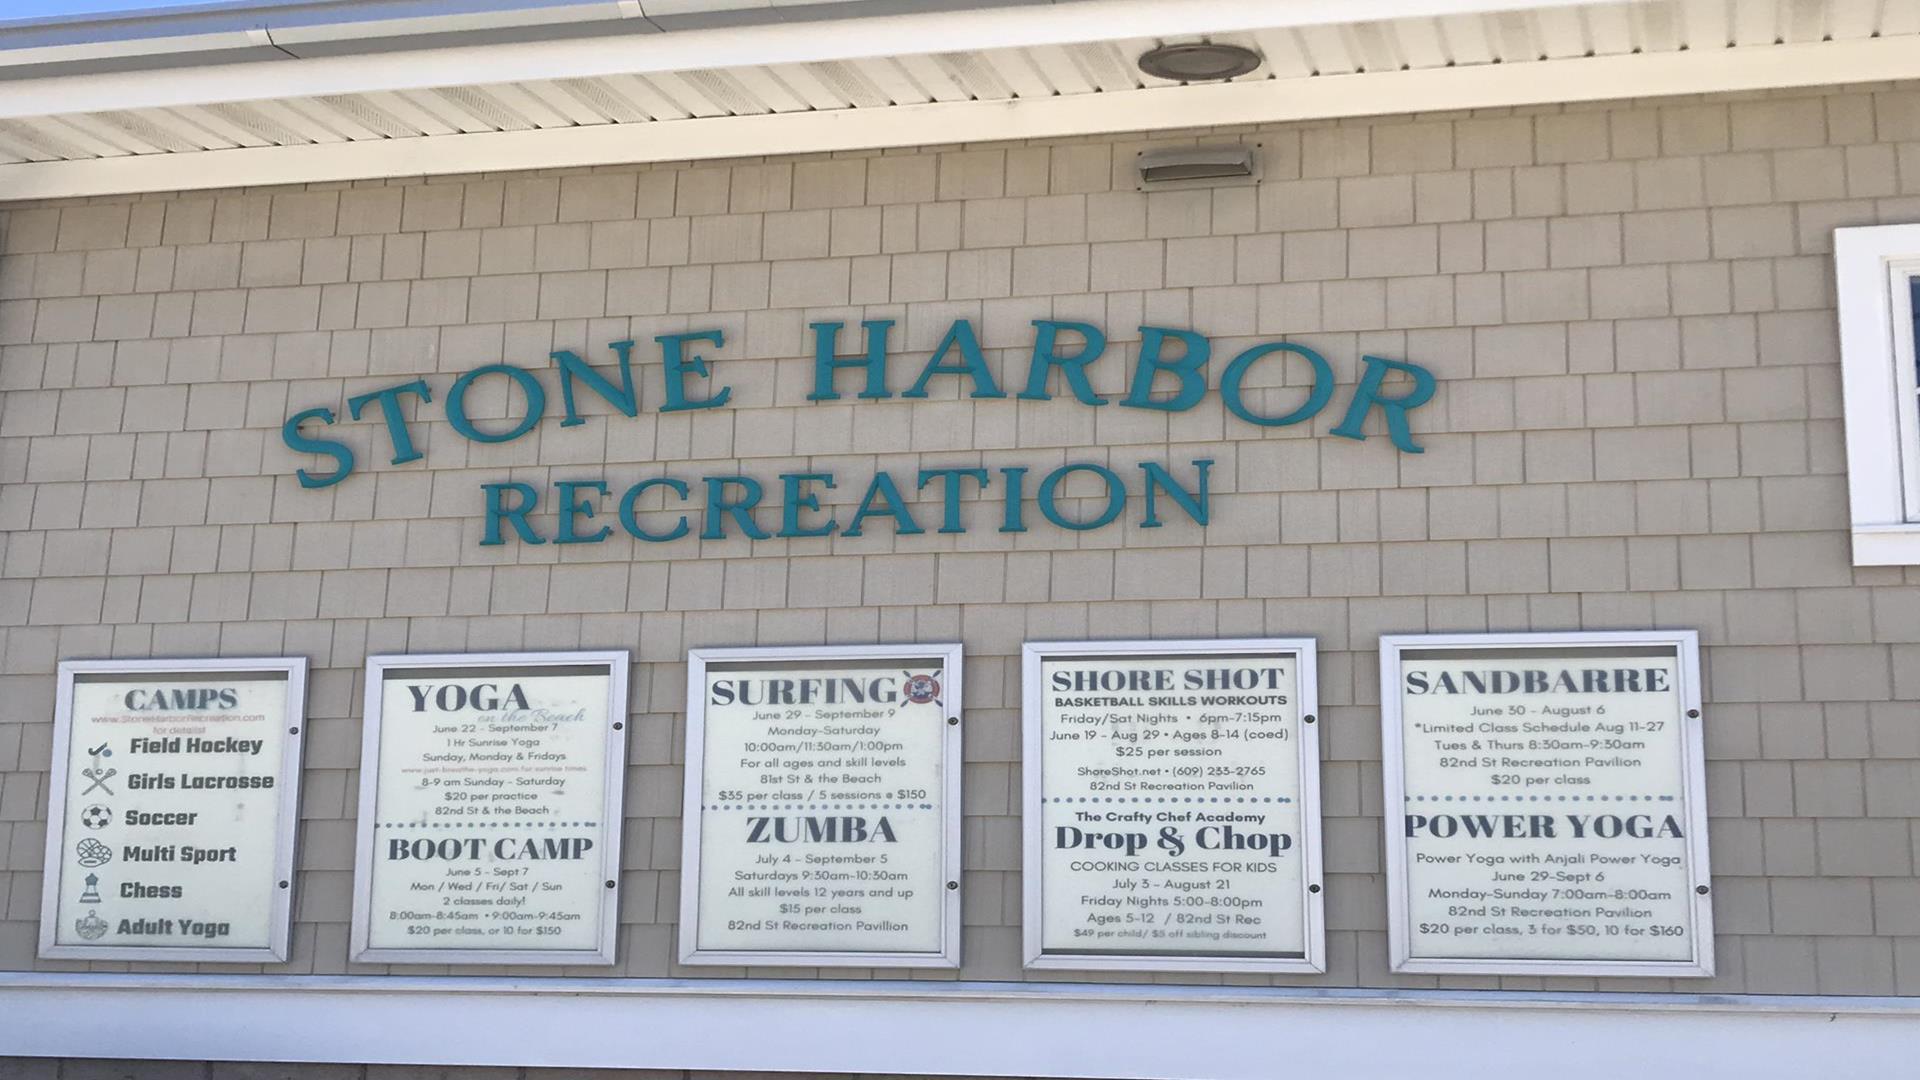 STONE HARBOR
RECREATION
CAMPS
www.StoneHarborRecreation.com
for details!
Field Hockey
Girls Lacrosse
Soccer
Multi Sport
Chess
Adult Yoga
YOGA
on the Beach
June 22 - September 7
1 Hr Sunrise Yoga
Sunday, Monday & Fridays
www.just-breathe-yoga.com for sunrise times
8-9 am Sunday - Saturday
$20 per practice
82nd St & the Beach
BOOT CAMP
June 5 - Sept 7
Mon / Wed / Fri/ Sat / Sun
2 classes daily!
8:00am-8:45am • 9:00am-9:45am
$20 per class, or 10 for $150
SURFING
June 29 - September 9
Monday-Saturday
10:00am/11:30am/1:00pm
For all ages and skill levels
81st St & the Beach
$35 per class / 5 sessions @ $150
ZUMBA
July 4 - September 5
Saturdays 9:30am-10:30am
All skill levels 12 years and up
$15 per class
82nd St Recreation Pavillion
SHORE SHOT
BASKETBALL SKILLS WORKOUTS
Friday/Sat Nights • 6pm-7:15pm
June 19 - Aug 29 • Ages 8-14 (coed)
$25 per session
ShoreShot.net • (609) 233-2765
82nd St Recreation Pavilion
The Crafty Chef Academy
Drop & Chop
COOKING CLASSES FOR KIDS
July 3 - August 21
Friday Nights 5:00-8:00pm
Ages 5-12 / 82nd St Rec
$49 per child/ $5 off sibling discount
SANDBARRE
June 30 - August 6
*Limited Class Schedule Aug 11-27
Tues & Thurs 8:30am-9:30am
82nd St Recreation Pavilion
$20 per class
POWER YOGA
Power Yoga with Anjali Power Yoga
June 29-Sept 6
Monday-Sunday 7:00am-8:00am
82nd St Recreation Pavilion
$20 per class, 3 for $50, 10 for $160